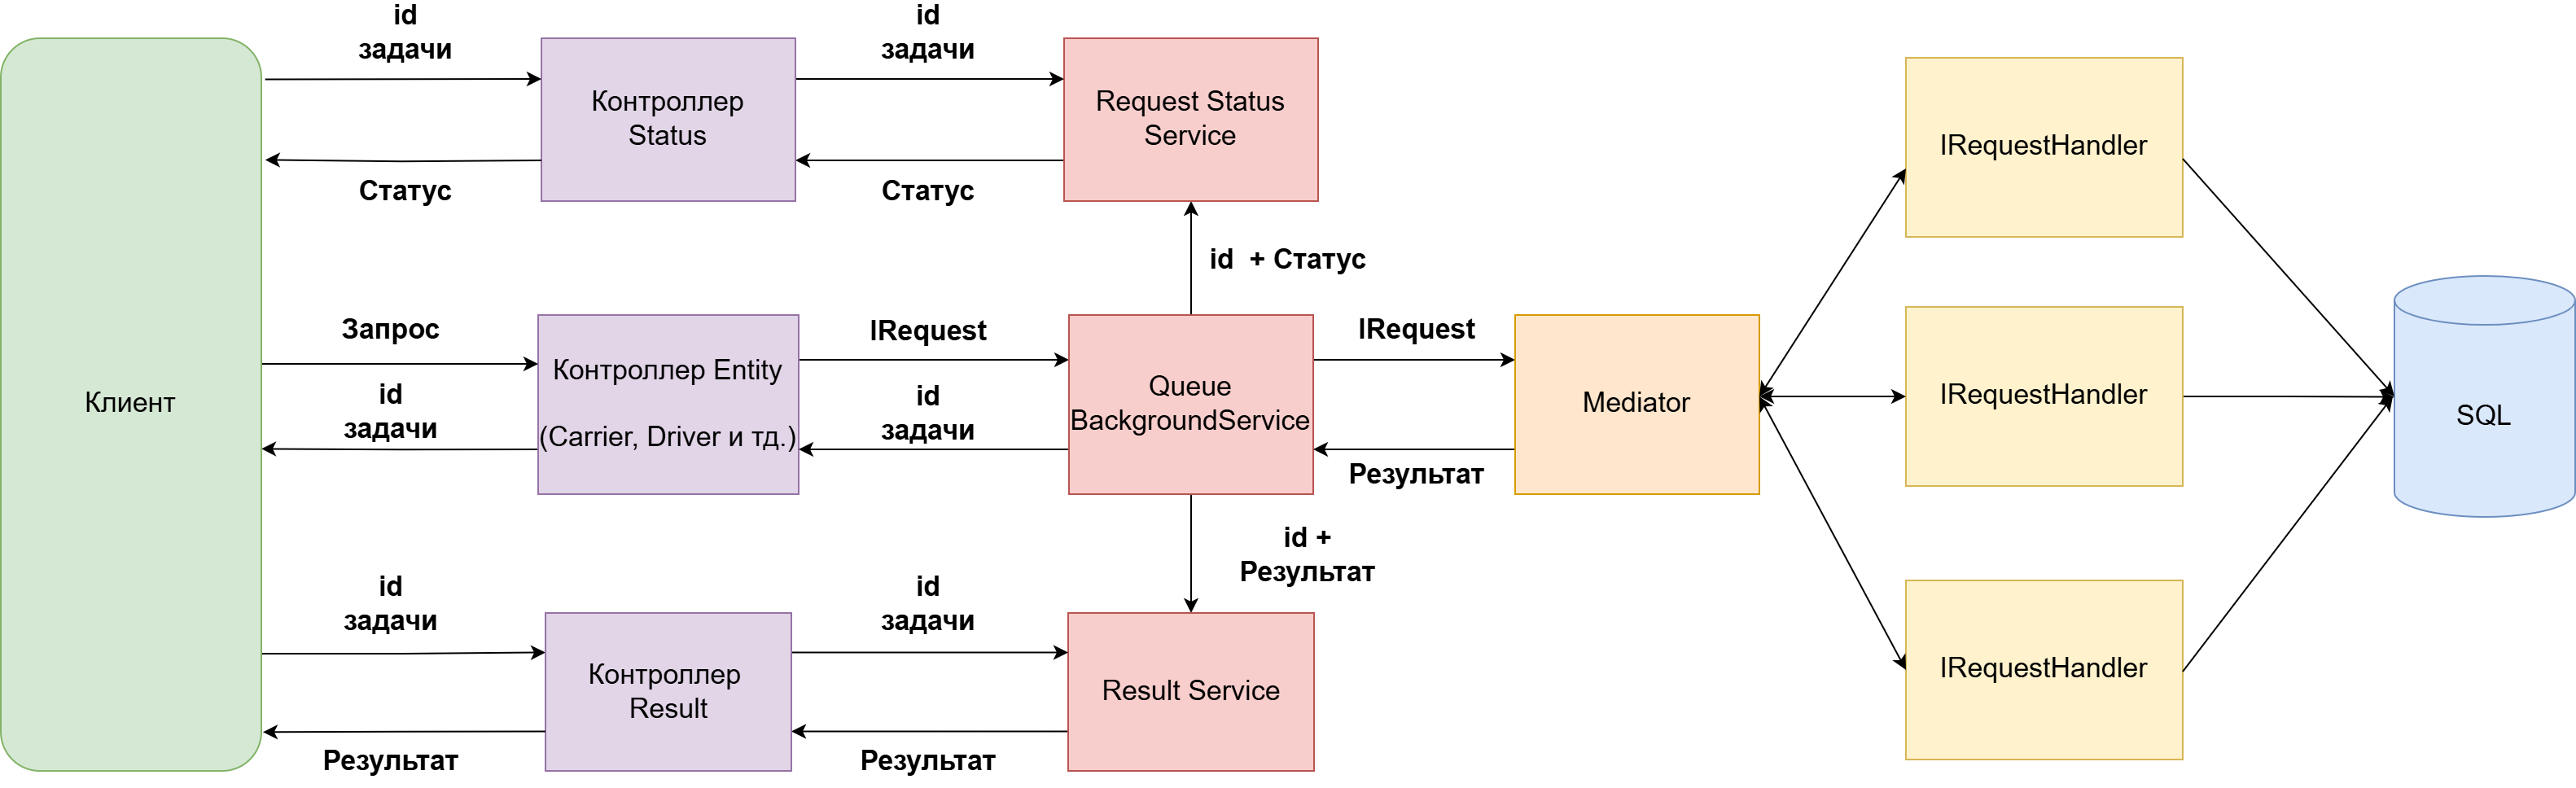 id
задачи
id
задачи
Контроллер
Status
Request Status
Service
Статус
Статус
IRequestHandler
id + Статус
Запрос
IRequest
IRequest
id
задачи
id
задачи
Клиент
Контроллер Entity
(Carrier, Driver и тд.)
Queue
BackgroundService
Mediator
IRequestHandler
SQL
Результат
id +
Результат
id
задачи
id
задачи
Контроллер
Result
Result Service
IRequestHandler
Результат
Результат